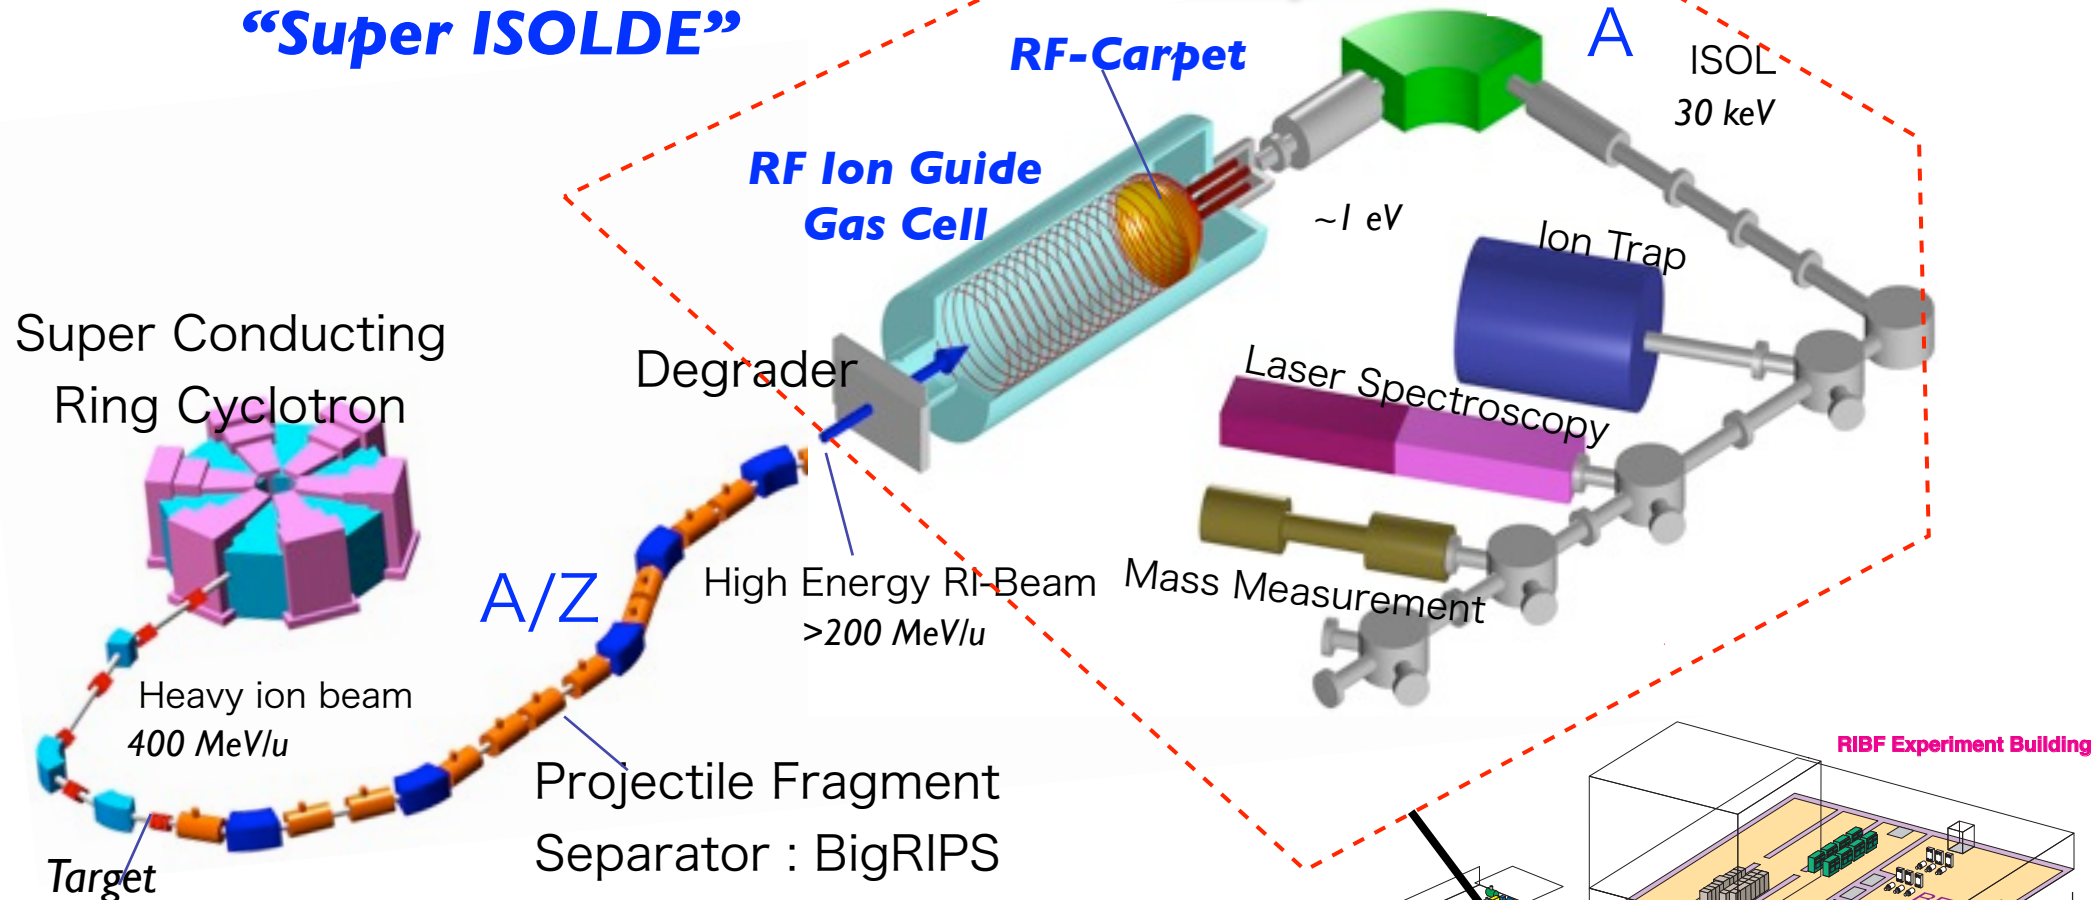 “Super ISOLDE”
RF-Carpet
A
ISOL
30 keV
RF Ion Guide
Gas Cell
~1 eV
Ion Trap
Super Conducting
Ring Cyclotron
Degrader
Laser Spectroscopy
A/Z
High Energy RI-Beam
>200 MeV/u
Mass Measurement
Heavy ion beam
400 MeV/u
Projectile Fragment
Separator : BigRIPS
Target
RIBF Experiment Building